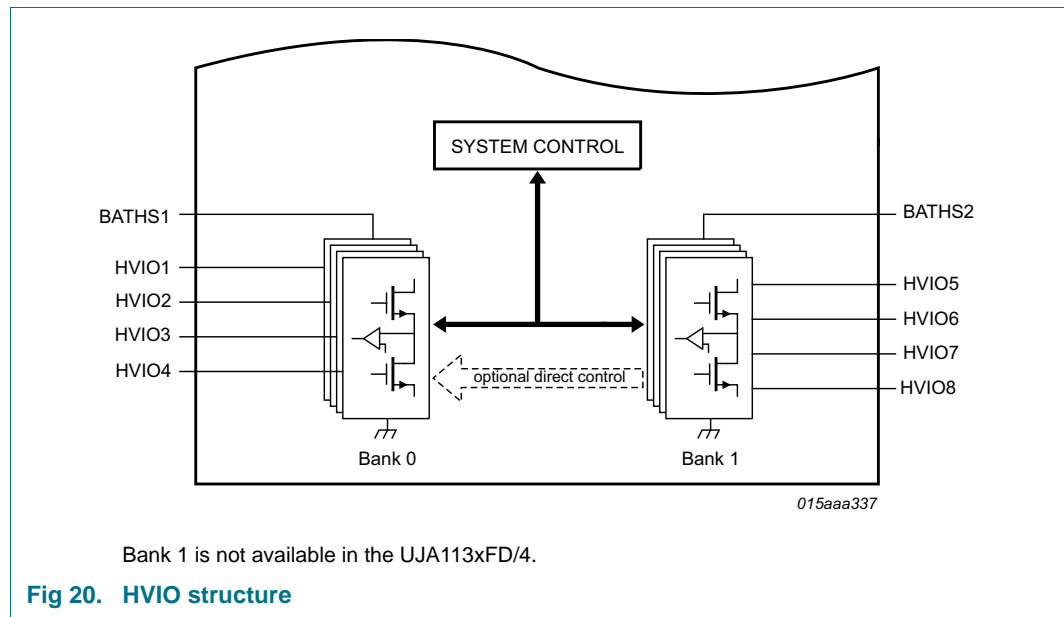 SYSTEM CONTROL
BATHS1
BATHS2
HVIO1
HVIO2
HVIO3
HVIO4
HVIO5
HVIO6
HVIO7
HVIO8
optional direct control
Bank 0
Bank 1
015aaa337
Bank 1 is not available in the UJA113xFD/4.
Fig 20. HVIO structure